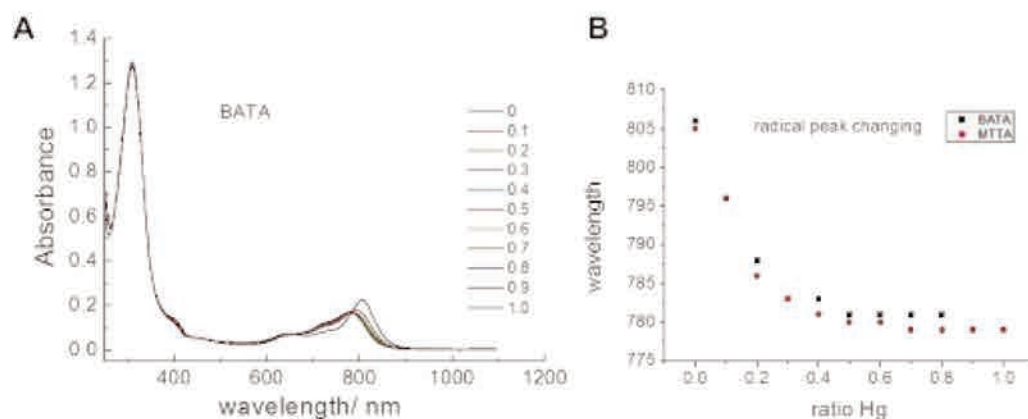 A
1.4
1.2
1.0
0.8
0.6
0.4
0.2
0.0
Absorbance
BATA
0
0.1
0.2
0.3
0.4
0.5
0.6
0.7
0.8
0.9
1.0
400 600 800 1000 1200
wavelength/ nm
B
810
805
800
795
790
785
780
775
wavelength
radical peak changing
BATA
MTTA
0.0 0.2 0.4 0.6 0.8 1.0
ratio Hg